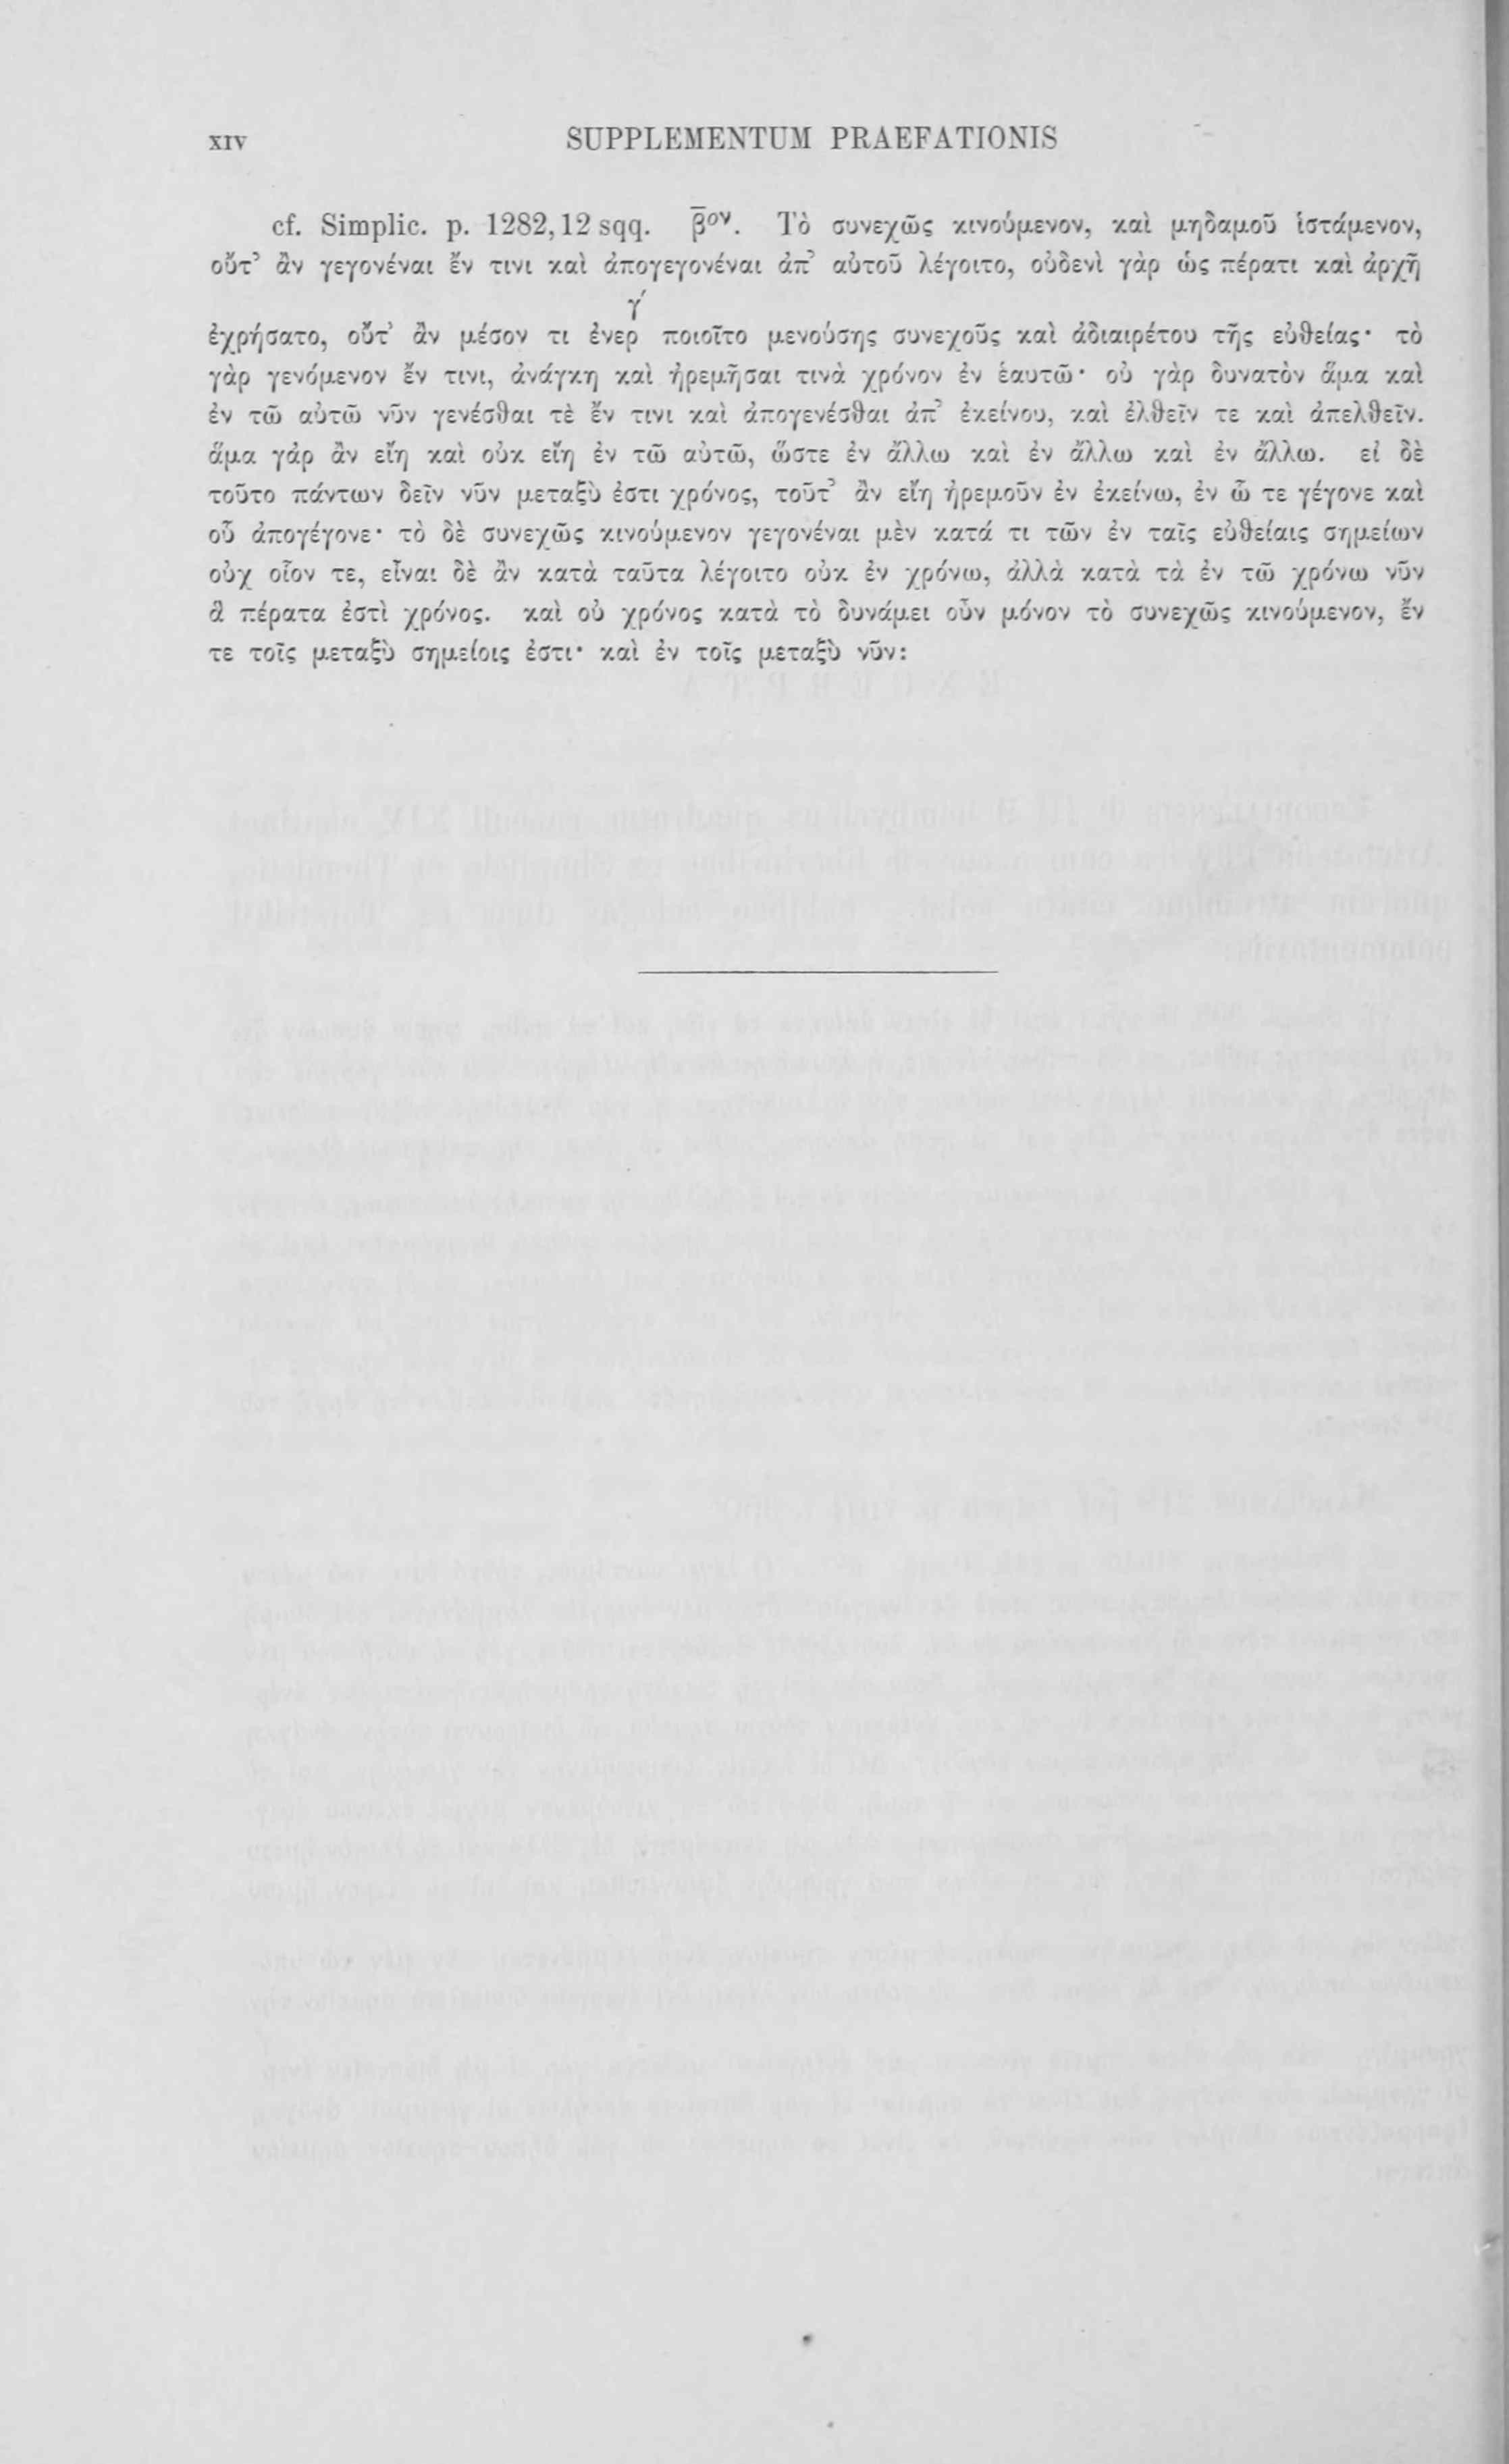 XIV SUPPLEMENTUM PRAEFATIONIS
cf. Simplic. p. 1282,12 sqq. β̄ον. Τὸ συνεχῶς κινούμενον, καὶ μηδαμοῦ ἱστάμενον,
οὔτ’ ἂν γεγονέναι ἔν τινι καὶ ἀπογεγονέναι ἀπ’ αὐτοῦ λέγοιτο, οὐδενὶ γὰρ ὡς πέρατι καὶ ἀρχῆ
γ́
ἐχρήσατο, οὔτ’ ἂν μέσον τι ἐνερ ποιοῖτο μενούσης συνεχοῦς καὶ ἀδιαιρέτου τῆς εὐθείας· τὸ
γὰρ γενόμενον ἔν τινι, ἀνάγκη καὶ ἠρεμῆσαι τινὰ χρόνον ἐν ἑαυτῶ· οὐ γὰρ δυνατὸν ἅμα καὶ
ἐν τῶ αὐτῶ νῦν γενέσθαι τὲ ἔν τινι καὶ ἀπογενέσθαι ἀπ’ ἐκείνου, καὶ ἐλθεῖν τε καὶ ἀπελθεῖν.
ἅμα γάρ ἂν εἴη καὶ οὐκ εἴη ἐν τῶ αὐτῶ, ὥστε ἐν ἄλλω καὶ ἐν ἄλλω καὶ ἐν ἄλλω. εἰ δὲ
τοῦτο πάντων δεῖν νῦν μεταξὺ ἐστι χρόνος, τοῦτ’ ἂν εἴη ἠρεμοῦν ἐν ἐκείνω, ἐν ὧ τε γέγονε καὶ
οὗ ἀπογέγονε· τὸ δὲ συνεχῶς κινούμενον γεγονέναι μὲν κατά τι τῶν ἐν ταῖς εὐθείαις σημείων
οὐχ οἷον τε, εἶναι δὲ ἂν κατὰ ταῦτα λέγοιτο οὐκ ἐν χρόνω, ἀλλὰ κατὰ τὰ ἐν τῶ χρόνω νῦν
ἃ πέρατα ἐστὶ χρόνος. καὶ οὐ χρόνος κατὰ τὸ δυνάμει οὖν μόνον τὸ συνεχῶς κινούμενον, ἔν
τε τοῖς μεταξὺ σημείοις ἐστι· καὶ ἐν τοῖς μεταξὺ νῦν: